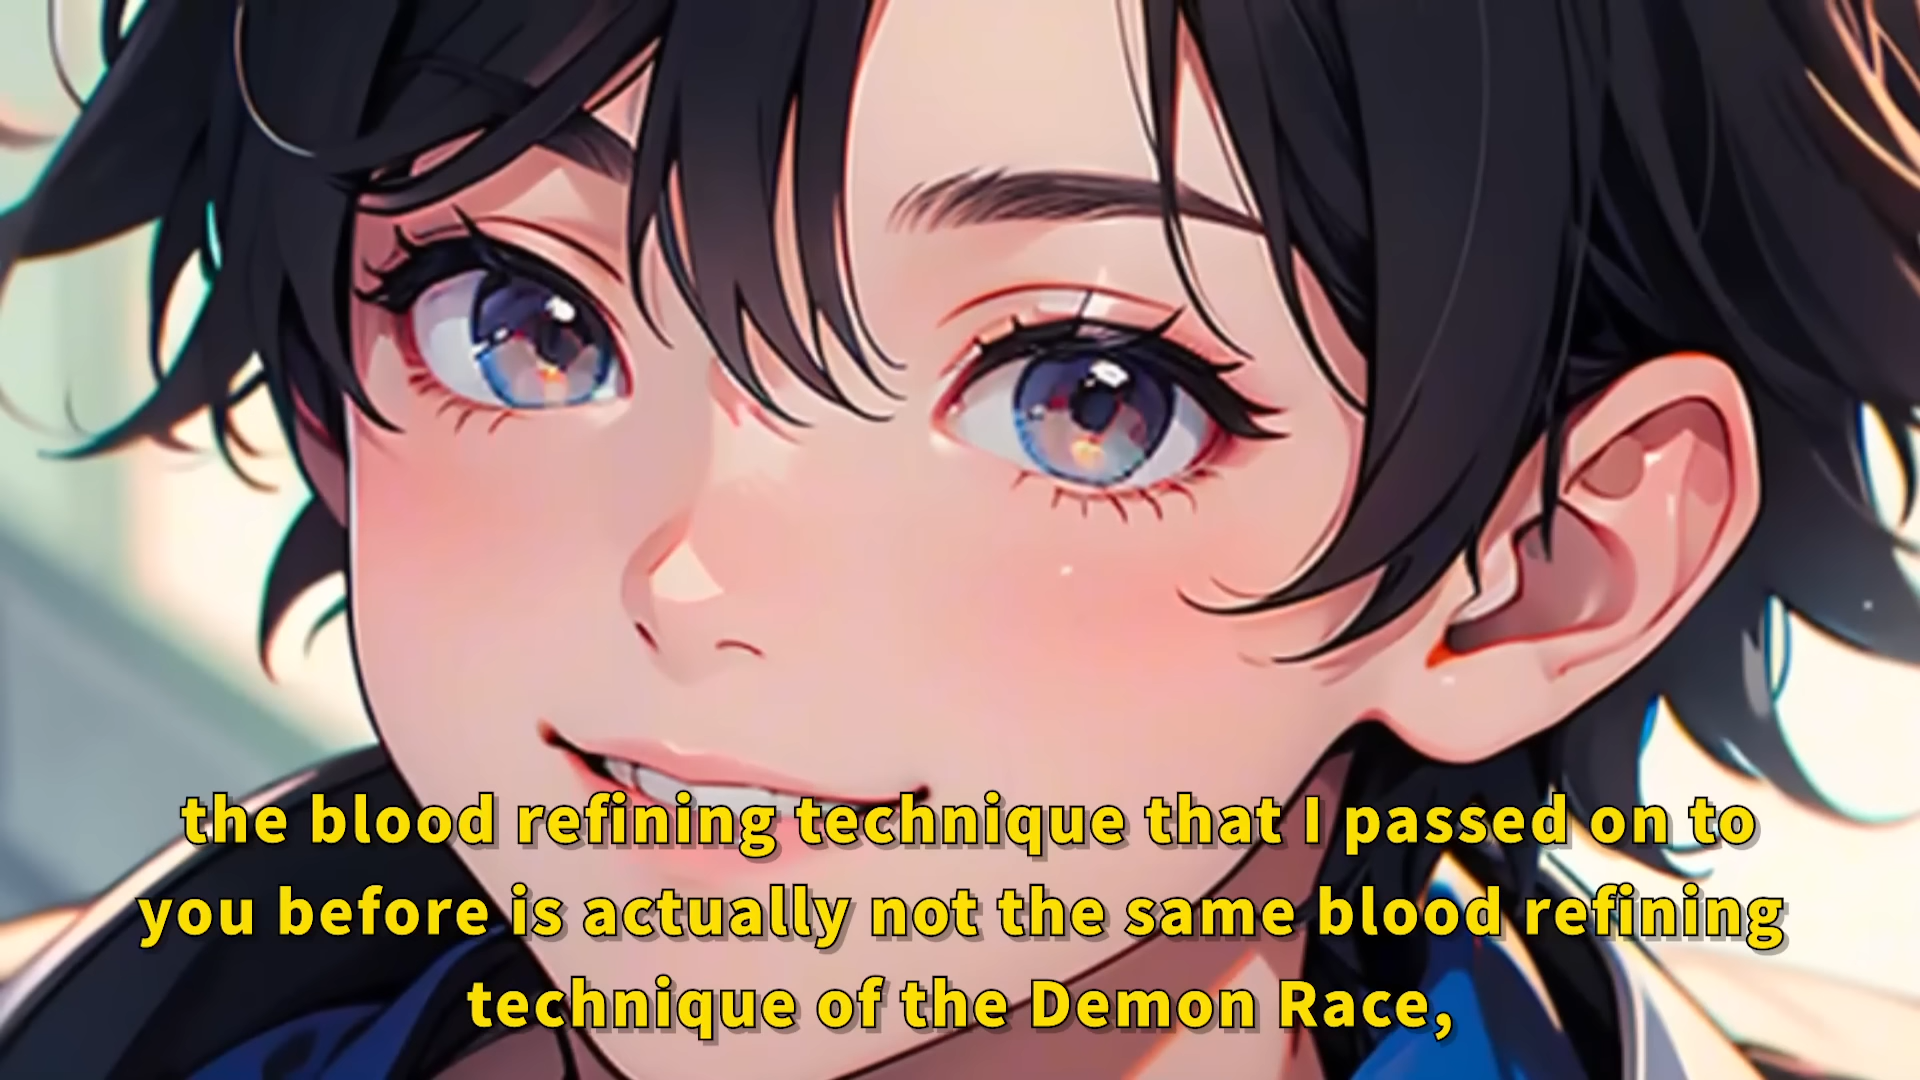 the blood refining technique that I passed on to
you before is actually not the same blood refining
technique of the Demon Race,